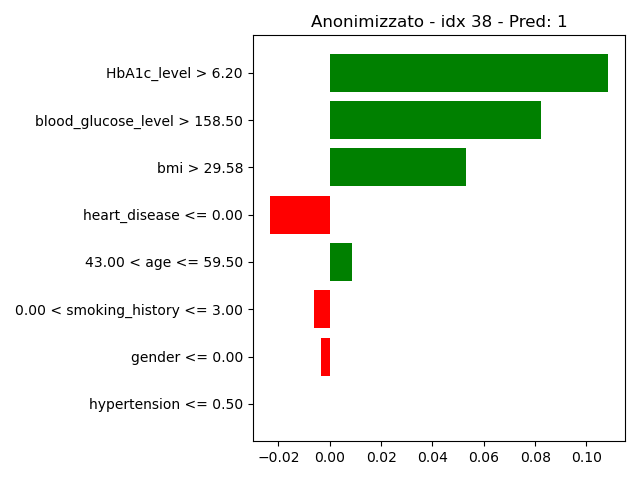 Anonimizzato - idx 38 - Pred: 1
HbA1c_level > 6.20
blood_glucose_level > 158.50
bmi > 29.58
heart_disease <= 0.00
43.00 < age <= 59.50
0.00 < smoking_history <= 3.00
gender <= 0.00
hypertension <= 0.50
−0.02 0.00 0.02 0.04 0.06 0.08 0.10